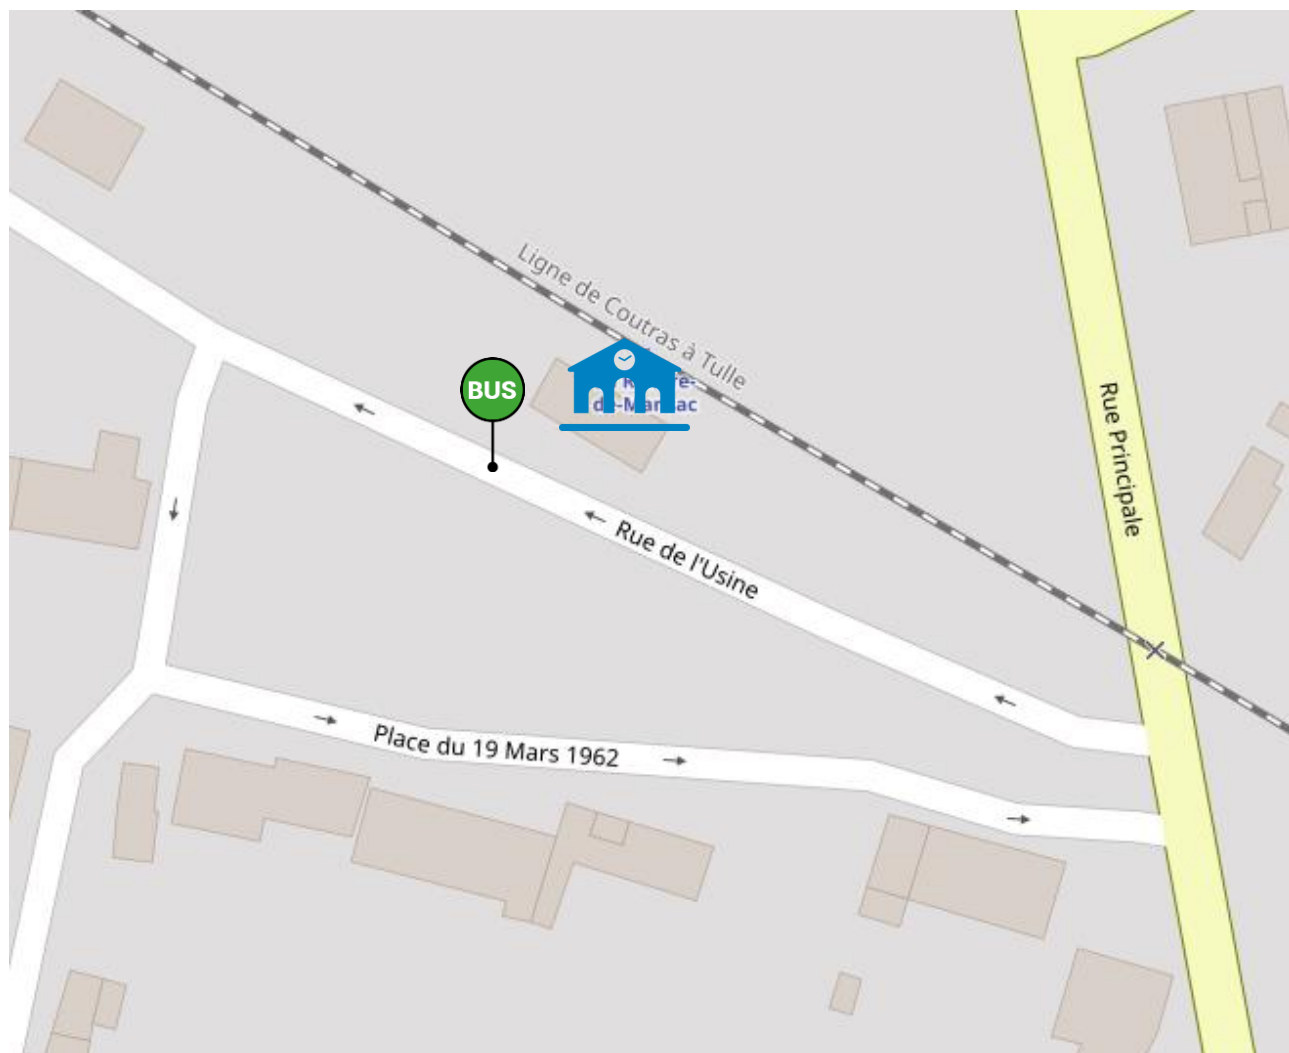 Ligne de Coutras à Tulle
BUS
Rue Principale
Rue de l'Usine
Place du 19 Mars 1962